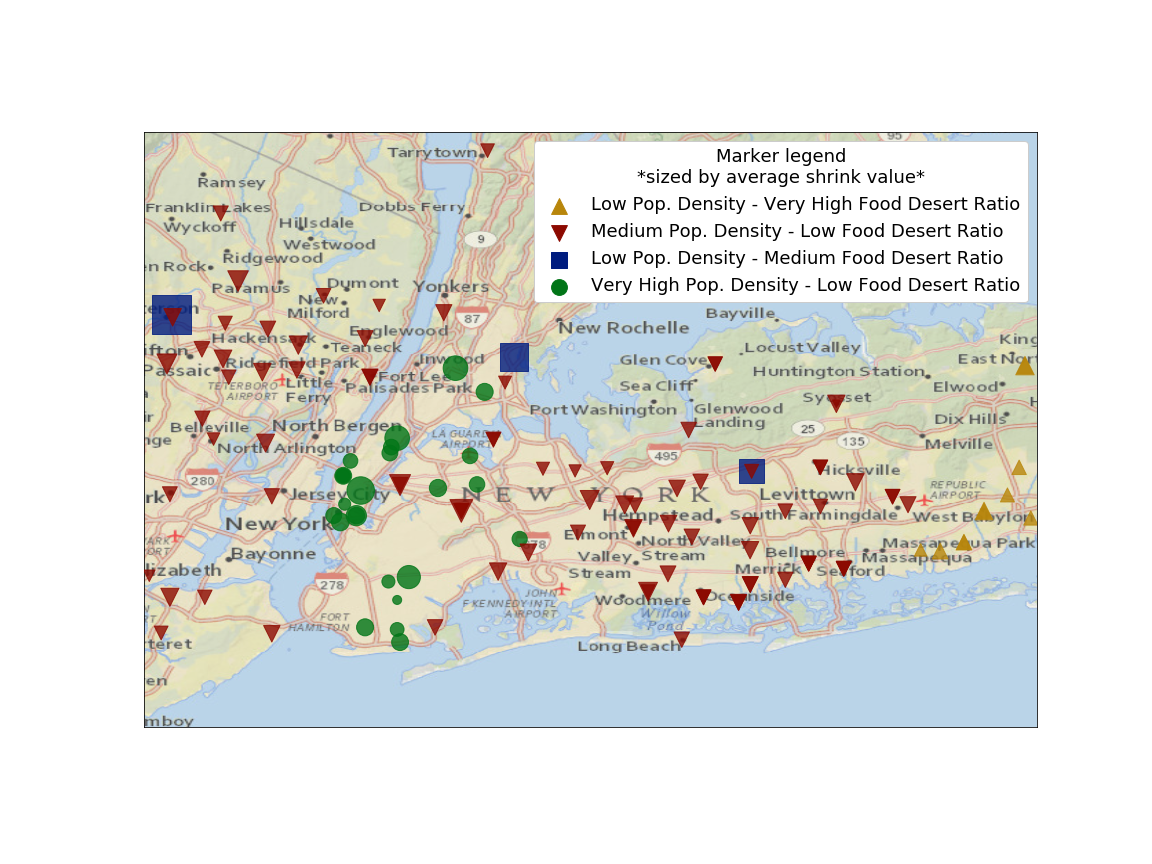 95
Tarrytown
Marker legend
*sized by average shrink value*
Low Pop. Density - Very High Food Desert Ratio
Medium Pop. Density - Low Food Desert Ratio
Low Pop. Density - Medium Food Desert Ratio
Very High Pop. Density - Low Food Desert Ratio
Ramsey
Franklin Lakes
Dobbs Ferry
Wyckoff
Hillsdale
9
Westwood
Ridgewood
en Rock
Paramus
Dumont
Yonkers
New
Milford
87
Bayville
New Rochelle
Hackensack
Englewood
Teaneck
King
ifton
Passaic
Ridgefield Park
Inwood
Glen Cove
Locust Valley
East Nor
Huntington Station
TETERBORO
AIRPORT
Little
Ferry
Fort Lee
Palisades Park
Sea Cliff
Elwood
Syosset
H
Port Washington
Glenwood
Landing
Dix Hills
Belleville
North Bergen
25
nge
North Arlington
LA GUARD
AIRPORT
495
135
Melville
280
Hicksville
rk
Jersey City
NEW YORK
Levittown
REPUBLIC
AIRPORT
New York
Hempstead
South Farmingdale
West Babylon
Elmont
North Valley
Stream
ARK
PORT
Bayonne
678
Valley
Stream
Bellmore
Massapequa Park
Massapequa
lizabeth
278
Merrick
Seaford
JOHN
F KENNEDY INTL
AIRPORT
Woodmere
Oceanside
FORT
HAMILTON
Willow
Pond
teret
Long Beach
en
mboy